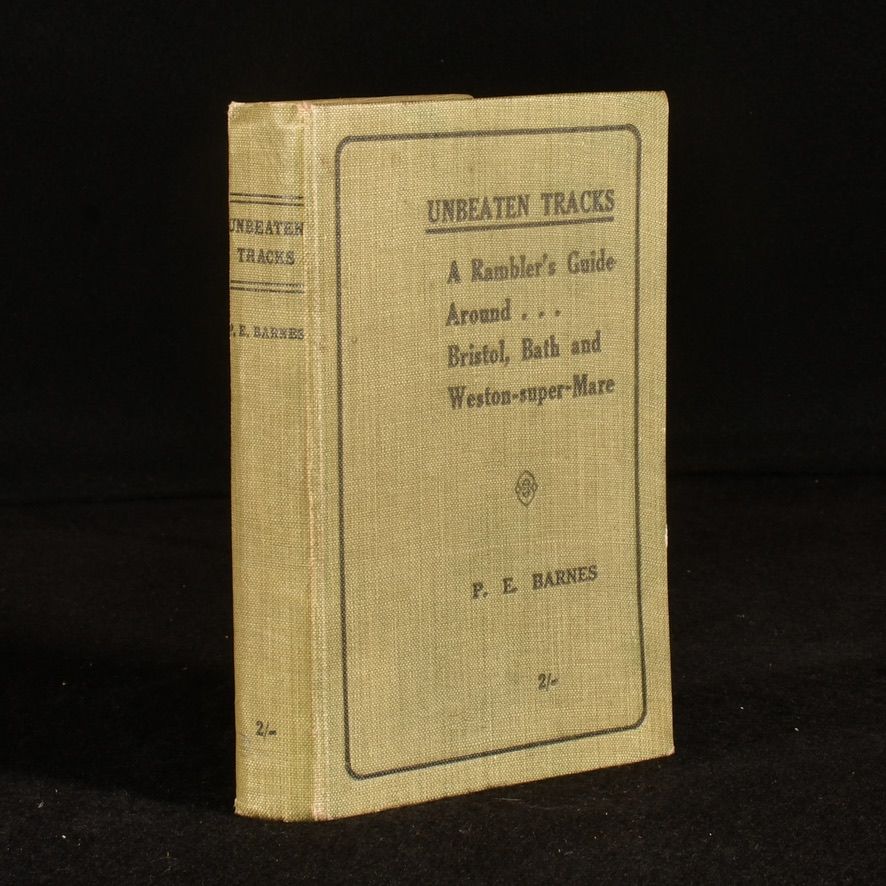 UNBEATEN
TRACKS
P. E. BARNES
2/-
UNBEATEN TRACKS
A Rambler's Guide
Around . . .
Bristol, Bath and
Weston-super-Mare
P. E. BARNES
2/-